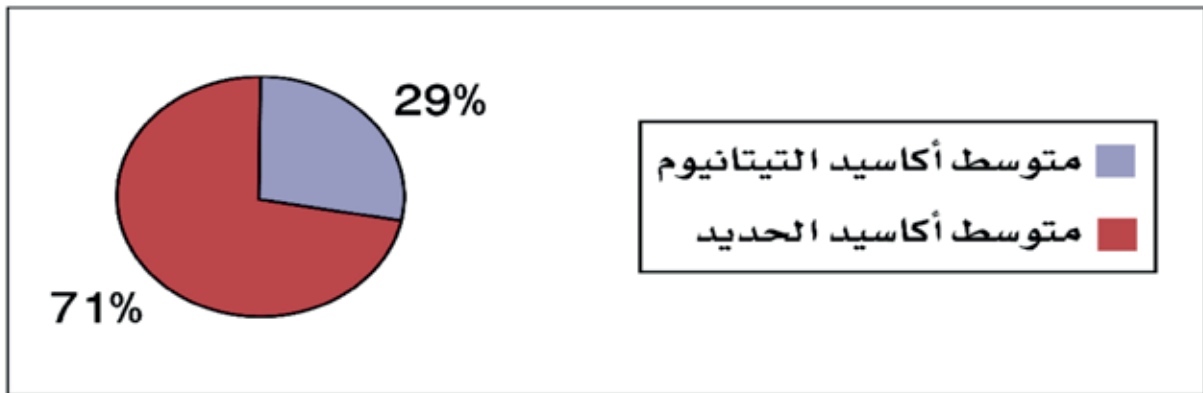 29%
71%
متوسط أكاسيد التيتانيوم
متوسط أكاسيد الحديد